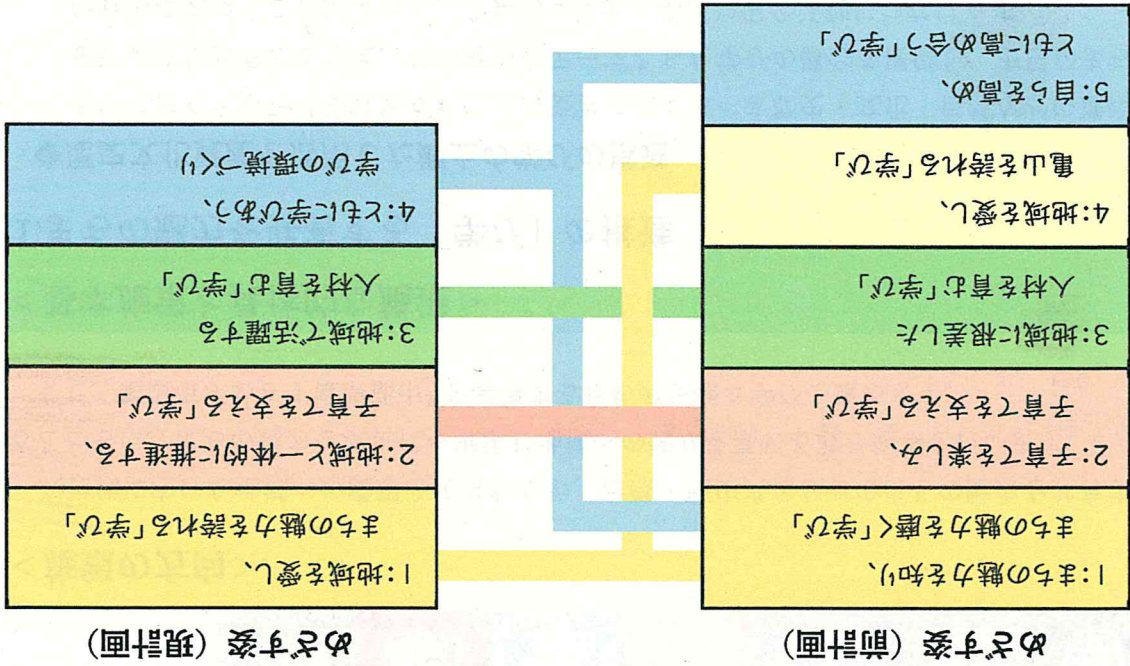 めざす姿（前計画）
1：まちの魅力を知り、
まちの魅力を磨く「学び」
2：子育てを楽しみ、
子育てを支える「学び」
3：地域に根差した
人材を育む「学び」
4：地域を愛し、
亀山を誇れる「学び」
5：自らを高め、
ともに高め合う「学び」
めざす姿（現計画）
1：地域を愛し、
まちの魅力を誇れる「学び」
2：地域と一体的に推進する、
子育てを支える「学び」
3：地域で活躍する
人材を育む「学び」
4：ともに学びあう、
学びの環境づくり